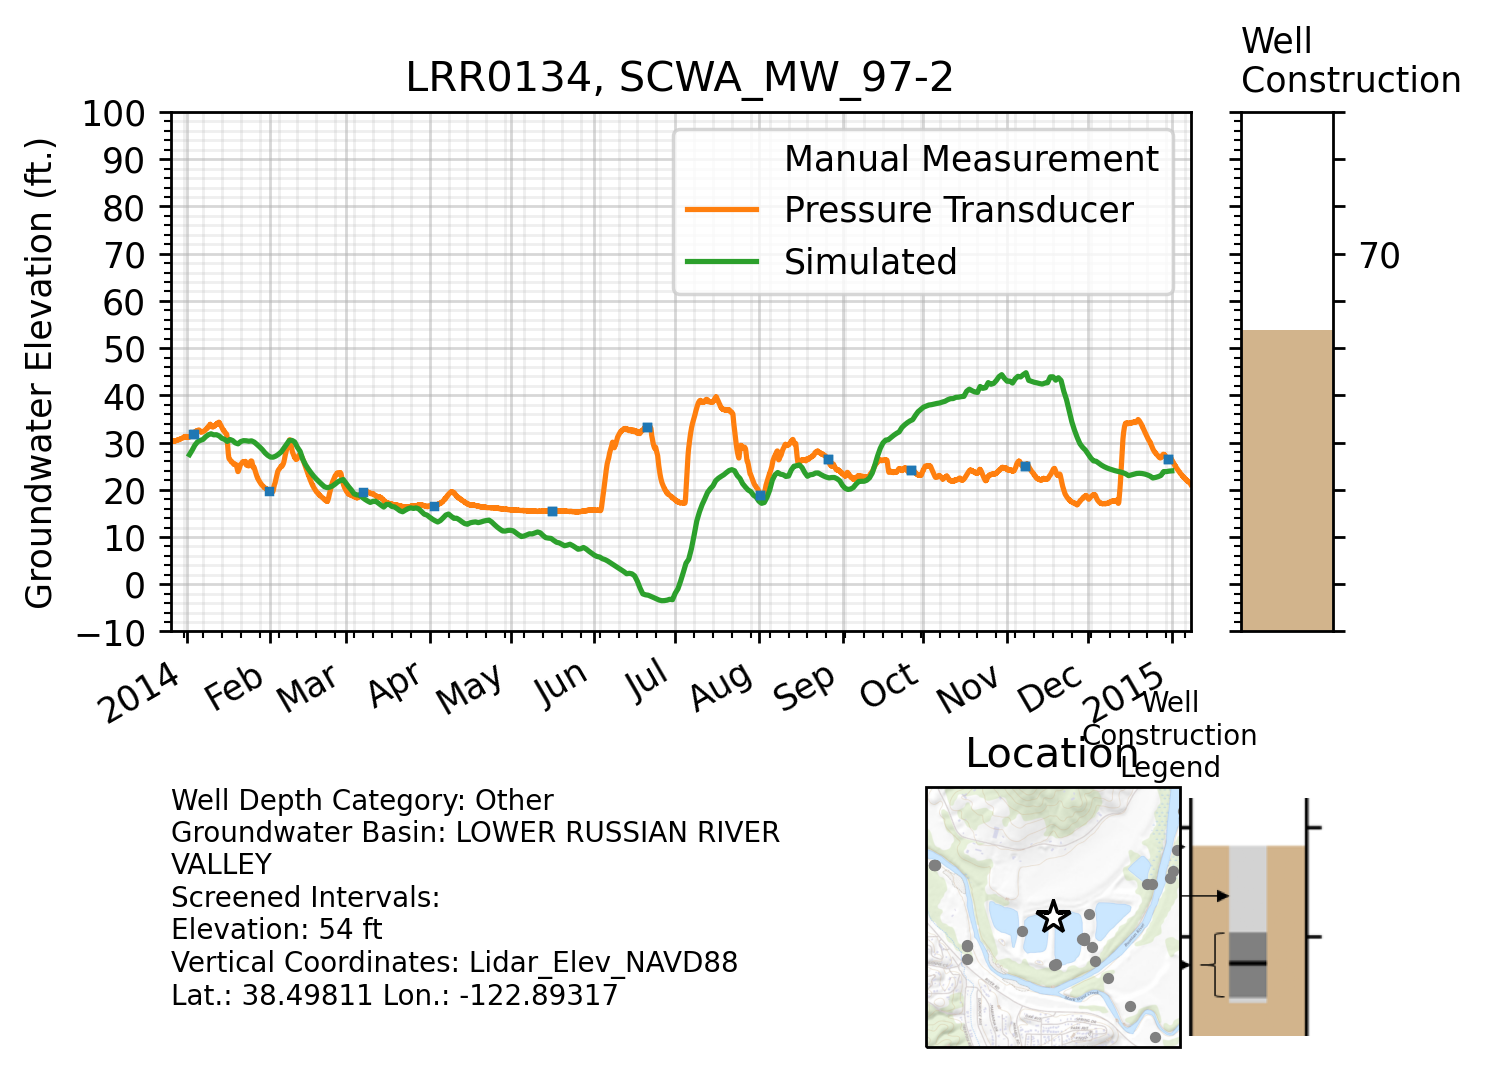 Well
Construction
LRR0134, SCWA_MW_97-2
Groundwater Elevation (ft.)
100
90
80
70
60
50
40
30
20
10
0
−10
Manual Measurement
Pressure Transducer
Simulated
70
2014
Feb
Mar
Apr
May
Jun
Jul
Aug
Sep
Oct
Nov
Dec
2015
Well
Construction
Legend
Location
Well Depth Category: Other
Groundwater Basin: LOWER RUSSIAN RIVER
VALLEY
Screened Intervals:
Elevation: 54 ft
Vertical Coordinates: Lidar_Elev_NAVD88
Lat.: 38.49811 Lon.: -122.89317